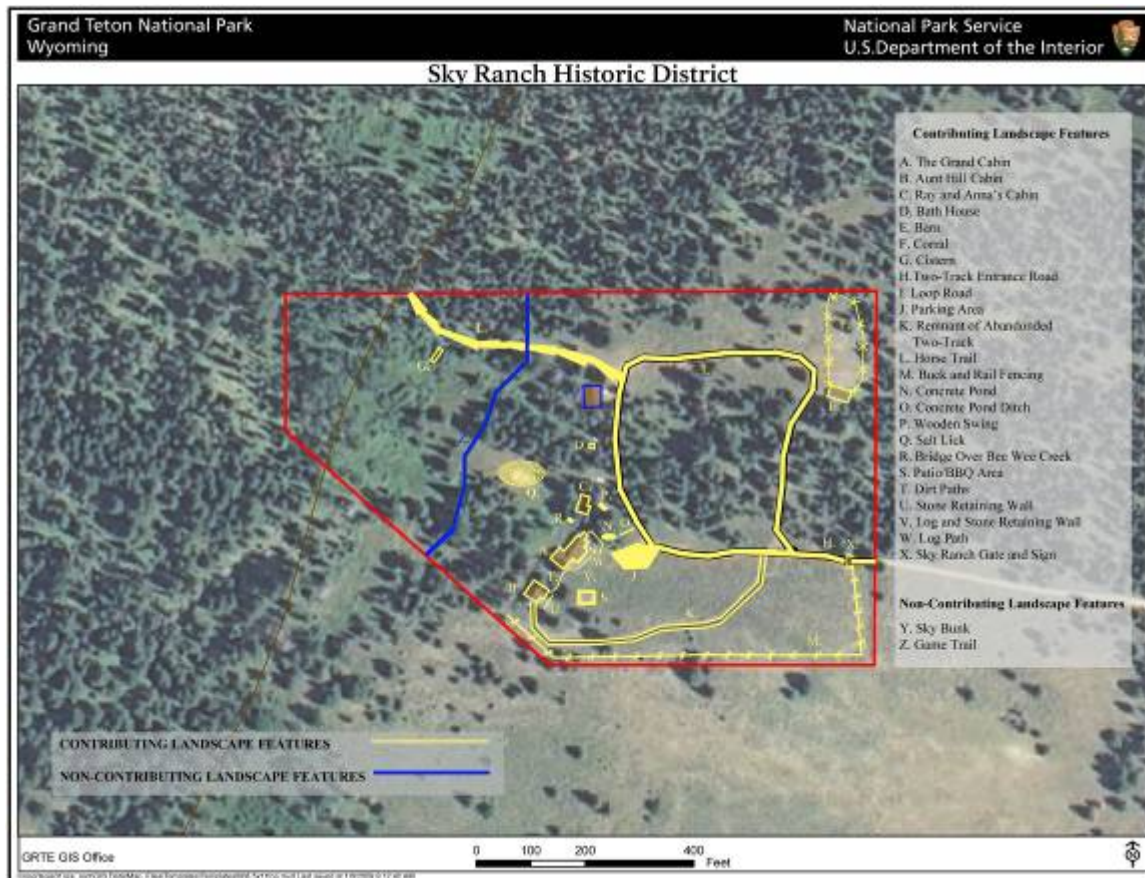 Grand Teton National Park
Wyoming
National Park Service
U.S.Department of the Interior
Sky Ranch Historic District
Contributing Landscape Features
A. The Grand Cabin
B. Aunt Hill Cabin
C. Ray and Anna's Cabin
D. Bath House
E. Barn
F. Corral
G. Cistern
H. Two-Track Entrance Road
I. Loop Road
J. Parking Area
K. Remnant of Abandonded
Two-Track
L. Horse Trail
M. Buck and Rail Fencing
N. Concrete Pond
O. Concrete Pond Ditch
P. Wooden Swing
Q. Salt Lick
R. Bridge Over Bee Wee Creek
S. Patio/BBQ Area
T. Dirt Paths
U. Stone Retaining Wall
V. Log and Stone Retaining Wall
W. Log Path
X. Sky Ranch Gate and Sign
Non-Contributing Landscape Features
Y. Sky Bunk
Z. Game Trail
G
D
C
R
Q
N
H
X
K
M
CONTRIBUTING LANDSCAPE FEATURES
NON-CONTRIBUTING LANDSCAPE FEATURES
GRTE GIS Office
0 100 200 400
Feet